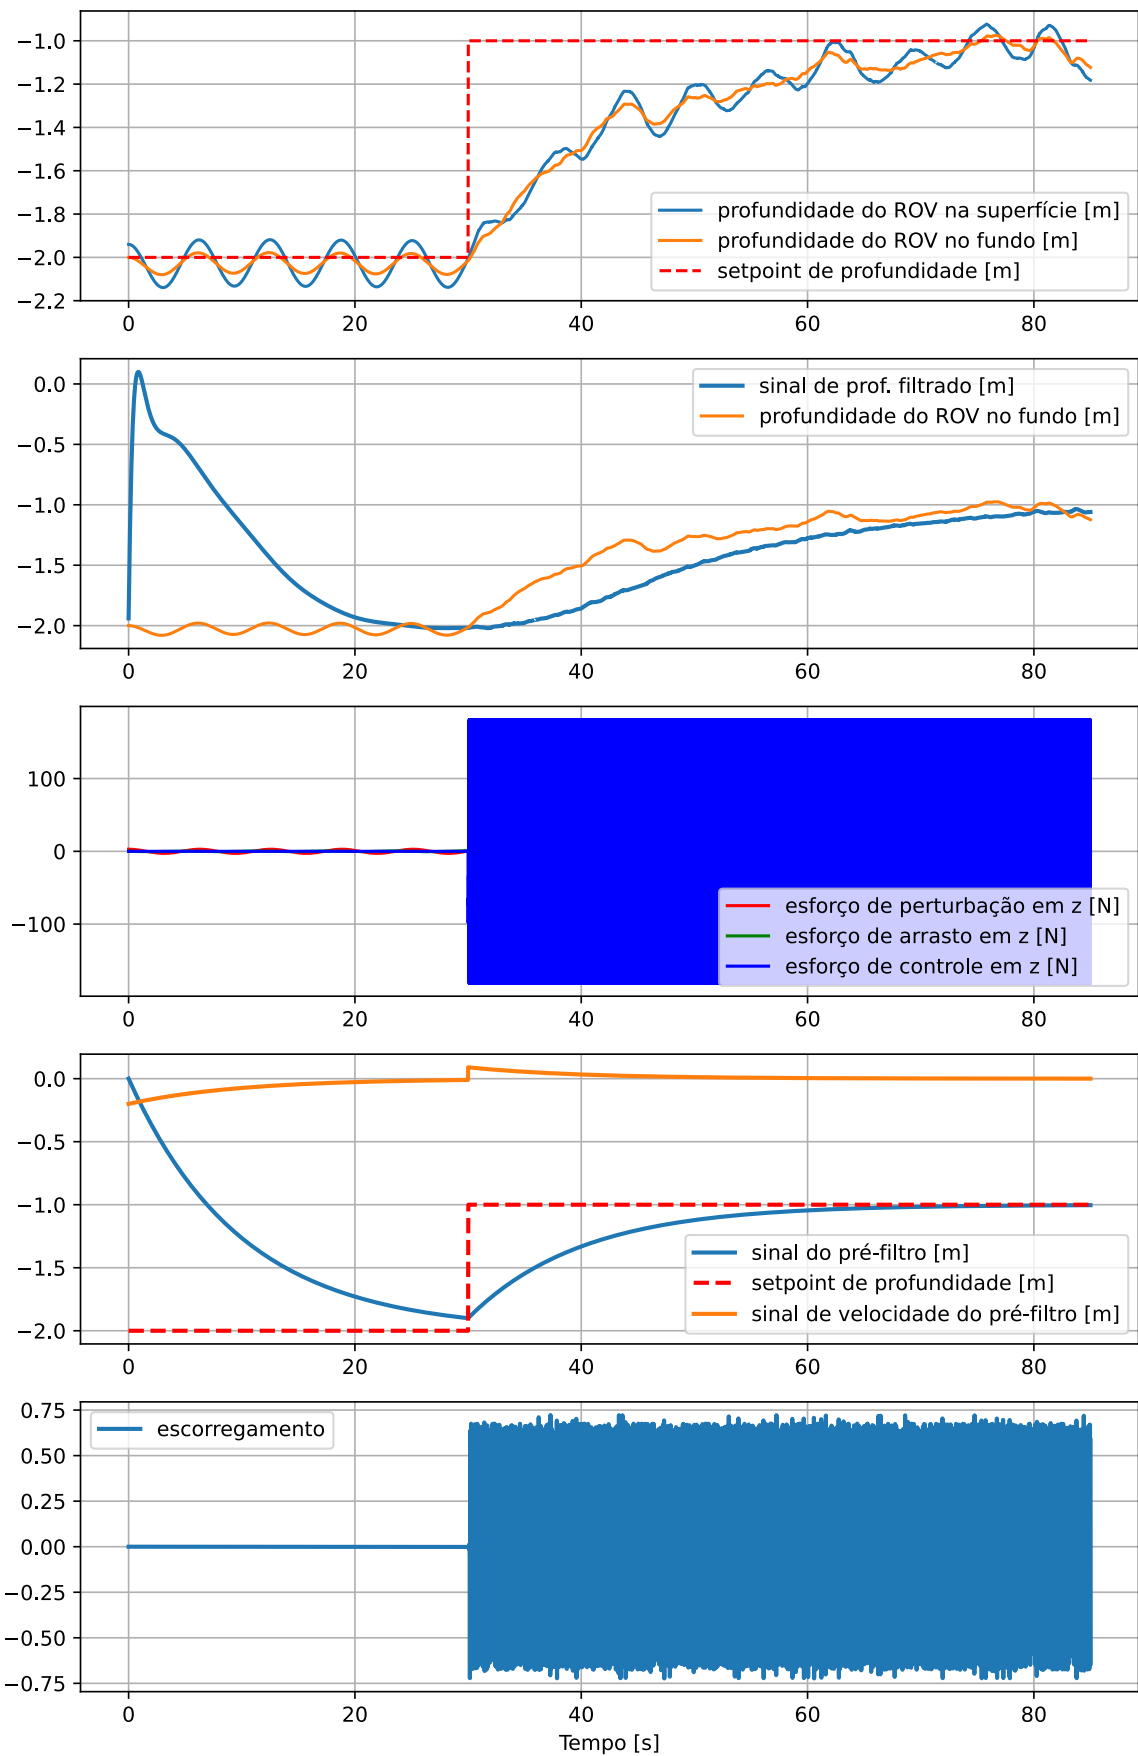 −1.0
−1.2
−1.4
−1.6
−1.8
−2.0
−2.2
profundidade do ROV na superfície [m]
profundidade do ROV no fundo [m]
setpoint de profundidade [m]
0 20 40 60 80
0.0
−0.5
−1.0
−1.5
−2.0
sinal de prof. filtrado [m]
profundidade do ROV no fundo [m]
0 20 40 60 80
100
0
−100
esforço de perturbação em z [N]
esforço de arrasto em z [N]
esforço de controle em z [N]
0 20 40 60 80
0.0
−0.5
−1.0
−1.5
−2.0
sinal do pré-filtro [m]
setpoint de profundidade [m]
sinal de velocidade do pré-filtro [m]
0 20 40 60 80
0.75
0.50
0.25
0.00
−0.25
−0.50
−0.75
escorregamento
0 20 40 60 80
Tempo [s]